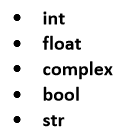 • int
• float
• complex
• bool
• str